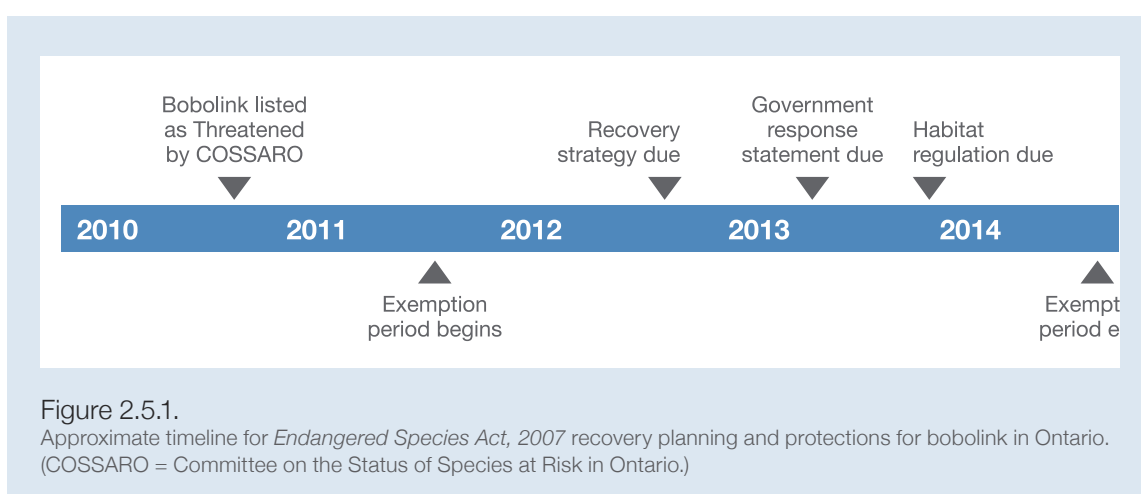 Bobolink listed
as Threatened
by COSSARO
Recovery
strategy due
Government
response
statement due
Habitat
regulation due
2010 2011 2012 2013 2014
Exemption
period begins
Exempt
period e
Figure 2.5.1.
Approximate timeline for Endangered Species Act, 2007 recovery planning and protections for bobolink in Ontario.
(COSSARO = Committee on the Status of Species at Risk in Ontario.)